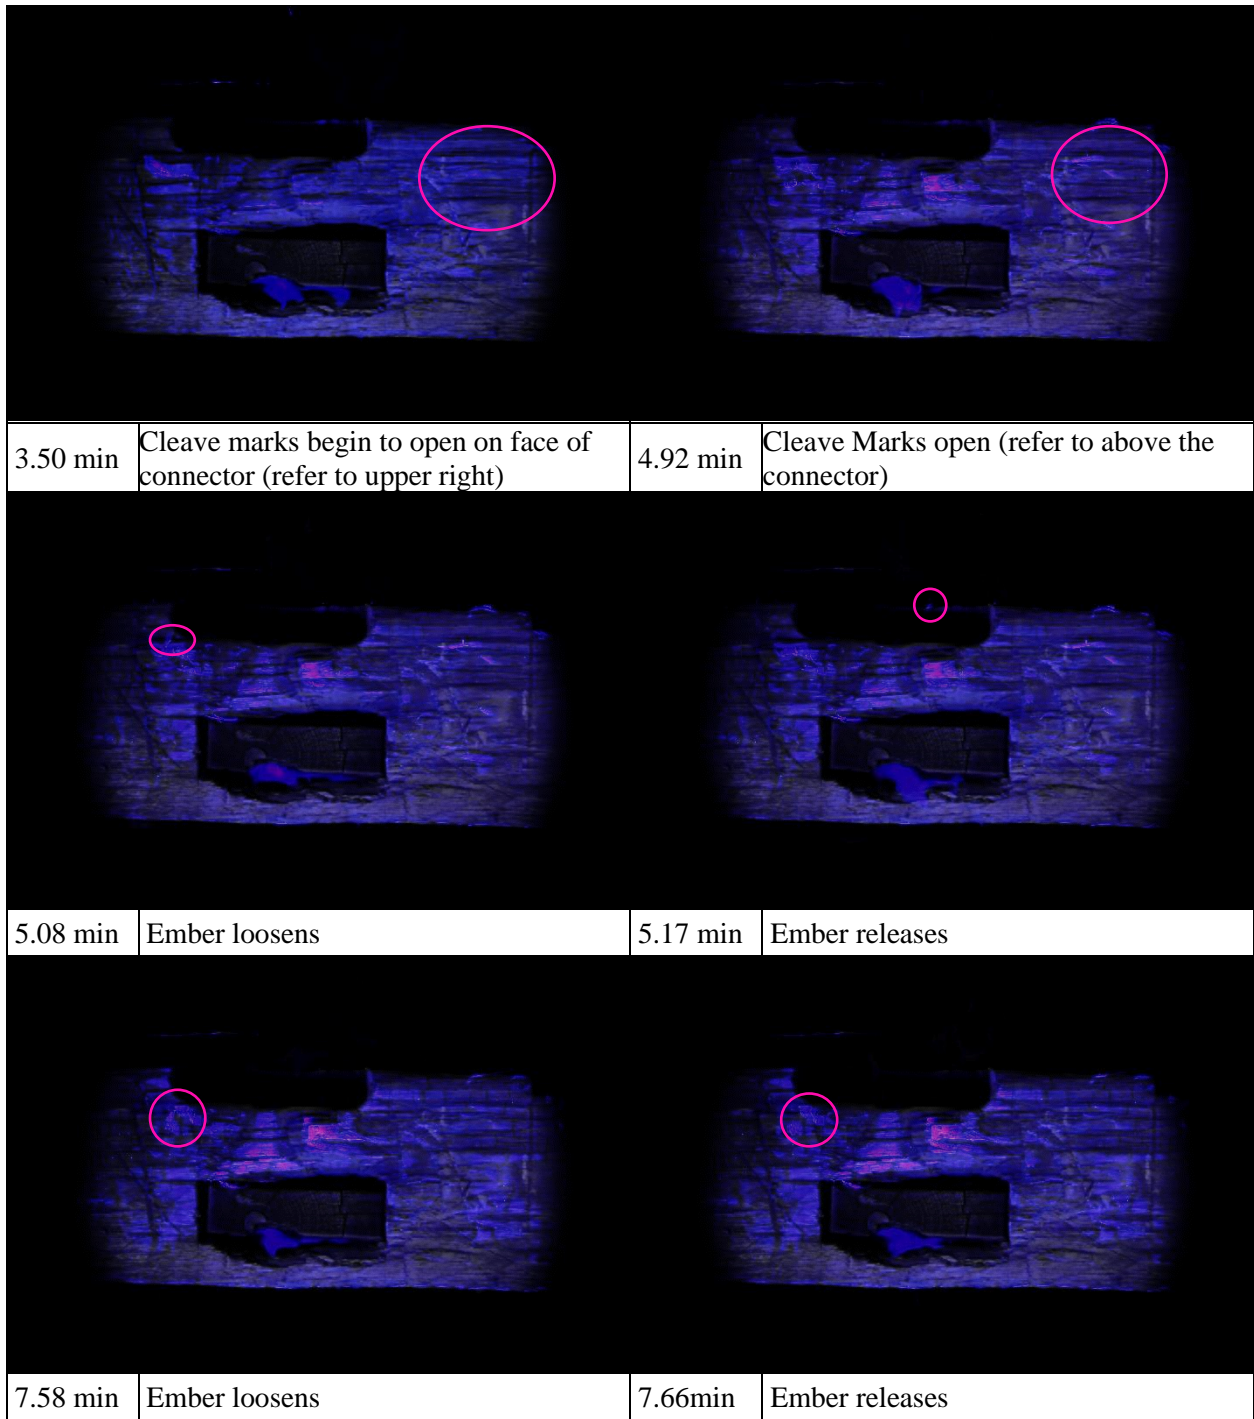 3.50 min
Cleave marks begin to open on face of
connector (refer to upper right)
4.92 min
Cleave Marks open (refer to above the
connector)
5.08 min
Ember loosens
5.17 min
Ember releases
7.58 min
Ember loosens
7.66min
Ember releases